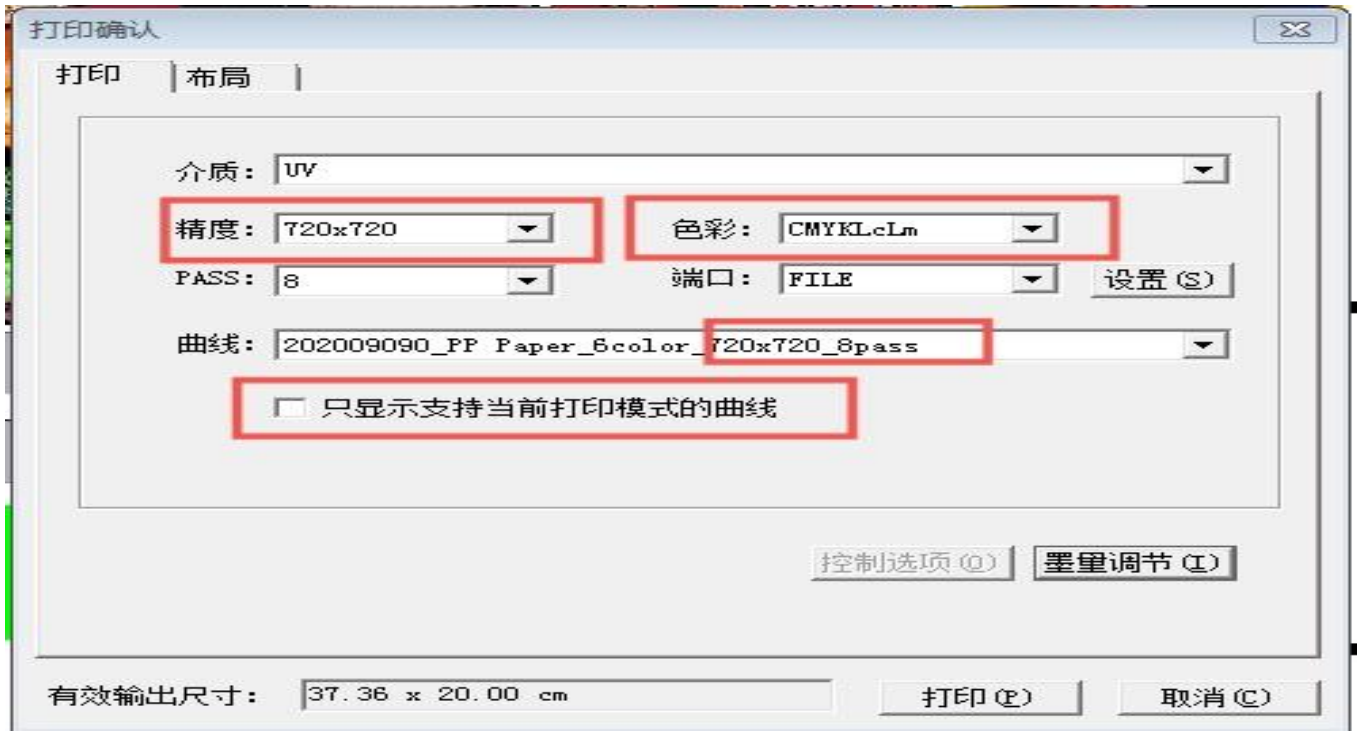 打印确认
打印 布局
介质: UV
精度: 720x720 色彩: CMYKLcLm
PASS: 8 端口: FILE 设置(S)
曲线: 202009090_PP Paper_6color_720x720_8pass
只显示支持当前打印模式的曲线
控制选项(O) 墨量调节(I)
有效输出尺寸: 37.36 x 20.00 cm 打印(P) 取消(C)